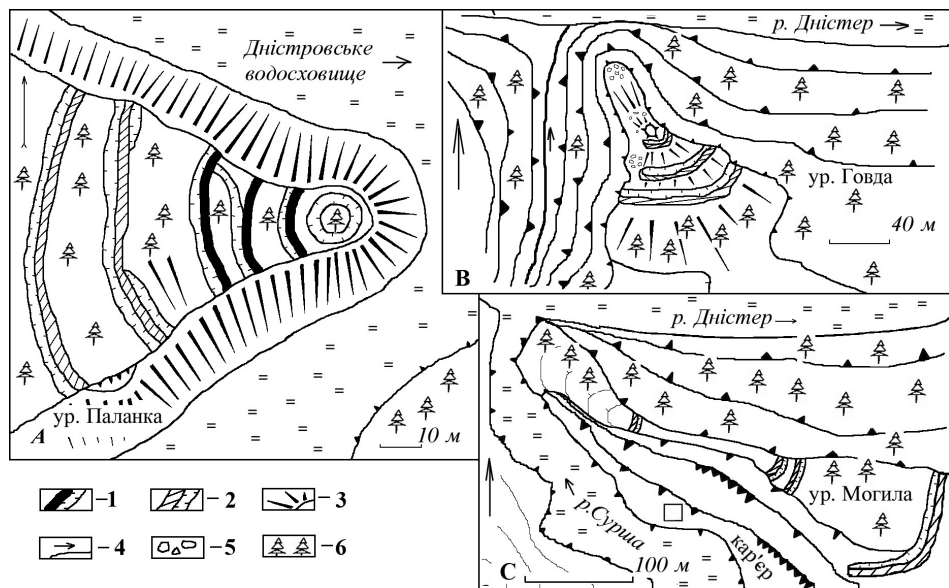 Дністровське
водосховище
ур. Паланка
А
10 м
р. Дністер
ур. Говда
В
40 м
р. Дністер
ур. Могила
р.Сурша
кар'єр
С
100 м
–1
–2
–3
–4
–5
–6